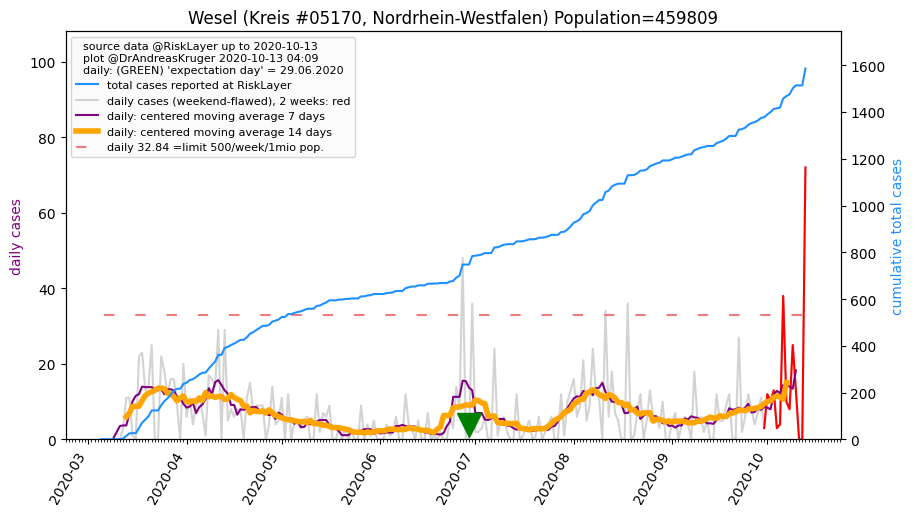 Wesel (Kreis #05170, Nordrhein-Westfalen) Population=459809
source data @RiskLayer up to 2020-10-13
plot @DrAndreasKruger 2020-10-13 04:09
daily: (GREEN) 'expectation day' = 29.06.2020
total cases reported at RiskLayer
daily cases (weekend-flawed), 2 weeks: red
daily: centered moving average 7 days
daily: centered moving average 14 days
daily 32.84 =limit 500/week/1mio pop.
daily cases
100
80
60
40
20
0
cumulative total cases
1600
1400
1200
1000
800
600
400
200
0
2020-03
2020-04
2020-05
2020-06
2020-07
2020-08
2020-09
2020-10